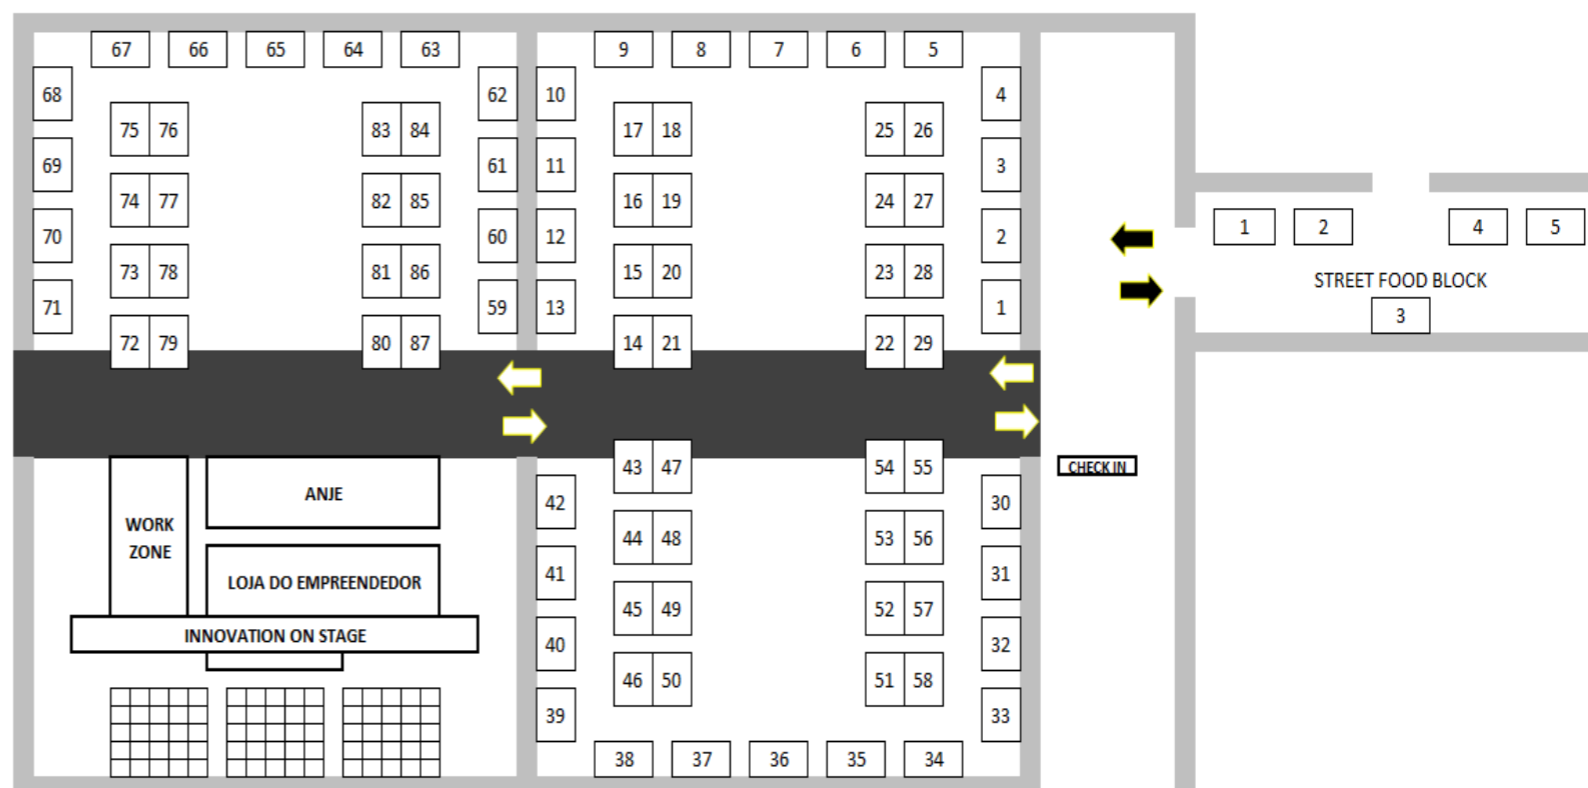 67 66 65 64 63 9 8 7 6 5
68 62 10 4
75 76 83 84 17 18 25 26
69 61 11 3
74 77 82 85 16 19 24 27
70 60 12 2 1 2 4 5
73 78 81 86 15 20 23 28 STREET FOOD BLOCK
71 59 13 1 3
72 79 80 87 14 21 22 29
43 47 54 55 CHECK IN
ANJE
42 30
WORK
ZONE
44 48 53 56
41 31
LOJA DO EMPREENDEDOR
45 49 52 57
INNOVATION ON STAGE
40 32
46 50 51 58
39 33
38 37 36 35 34